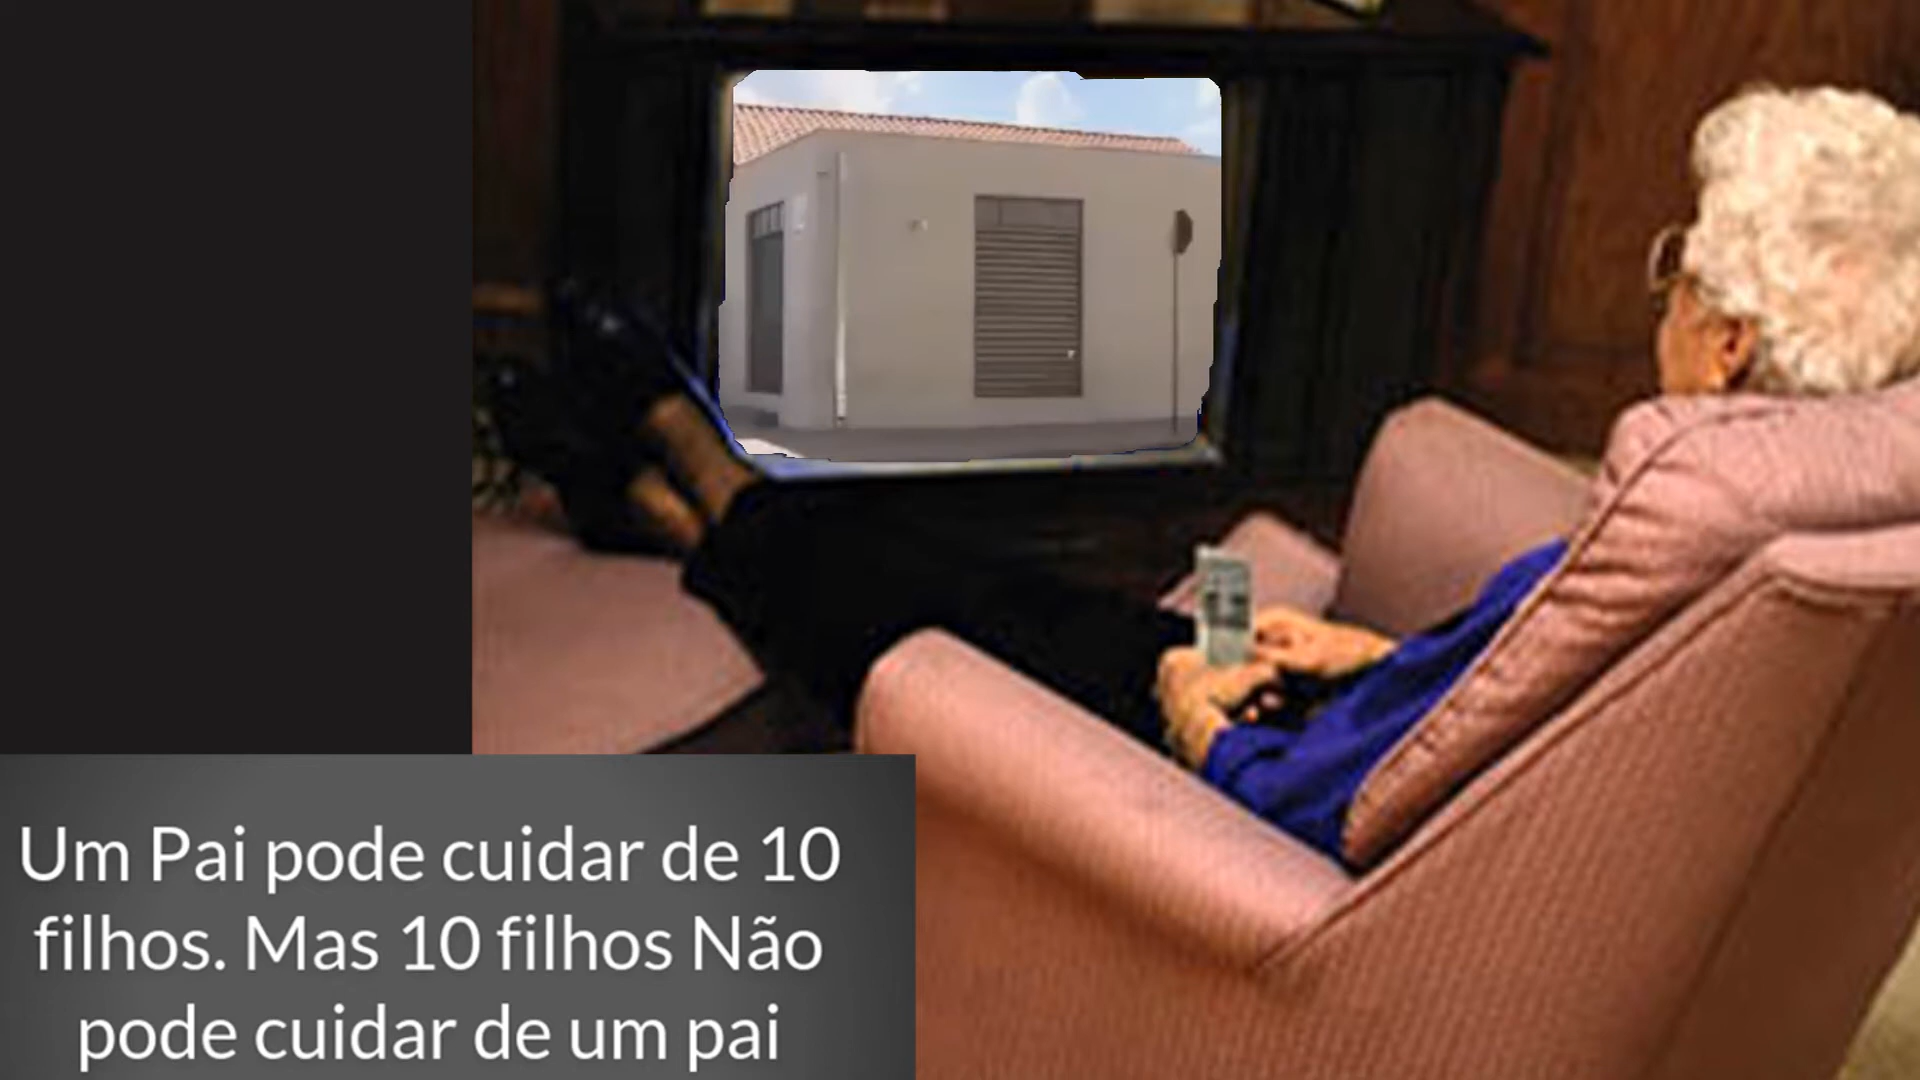 Um Pai pode cuidar de 10
filhos. Mas 10 filhos Não
pode cuidar de um pai